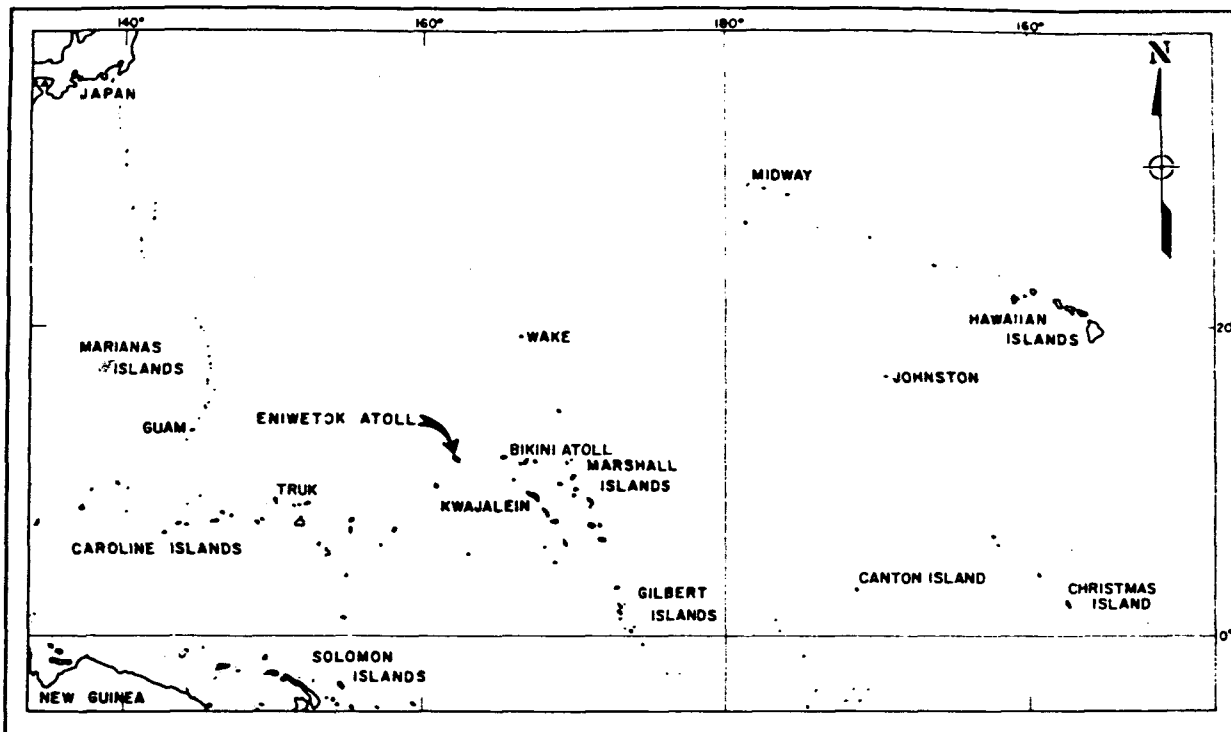 140°
160°
180°
160°
N
JAPAN
MIDWAY
HAWAIIAN
ISLANDS
20°
WAKE
MARIANAS
ISLANDS
JOHNSTON
GUAM
ENIWETOK ATOLL
BIKINI ATOLL
MARSHALL
ISLANDS
TRUK
KWAJALEIN
CAROLINE ISLANDS
CANTON ISLAND
CHRISTMAS
ISLAND
GILBERT
ISLANDS
0°
SOLOMON
ISLANDS
NEW GUINEA